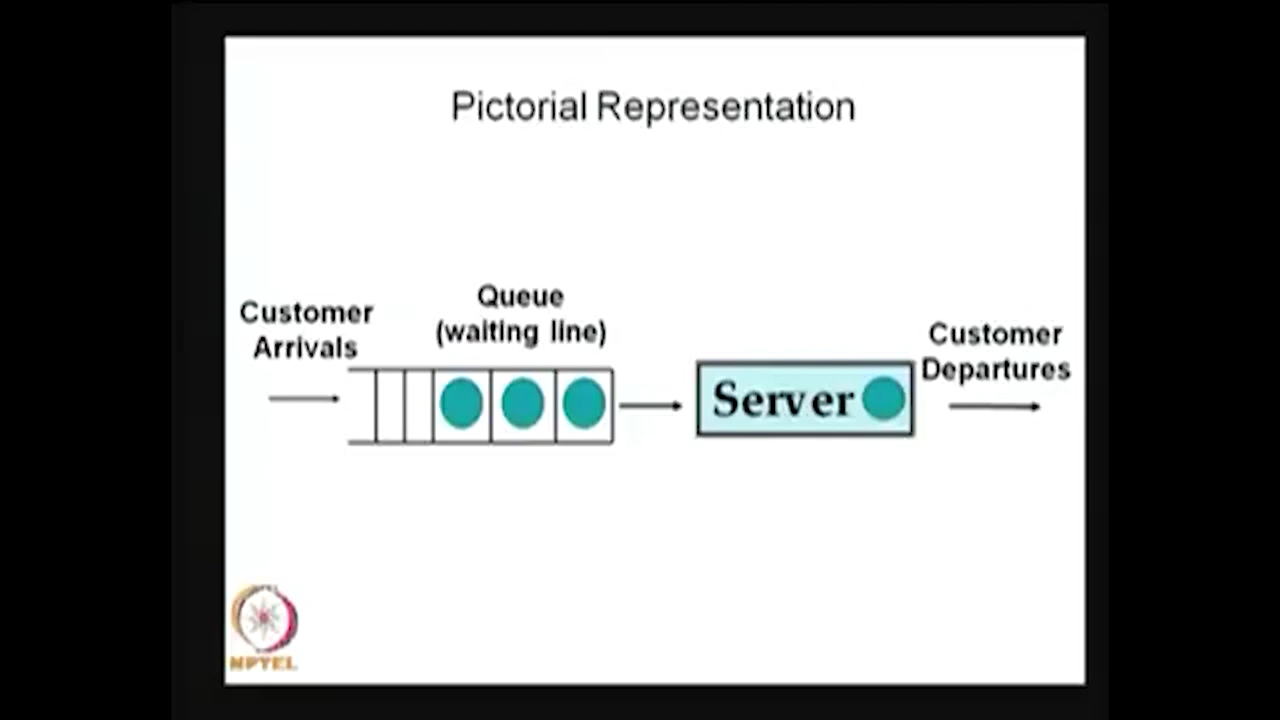 Pictorial Representation
Customer
Arrivals
Queue
(waiting line)
Server
Customer
Departures
NPTEL